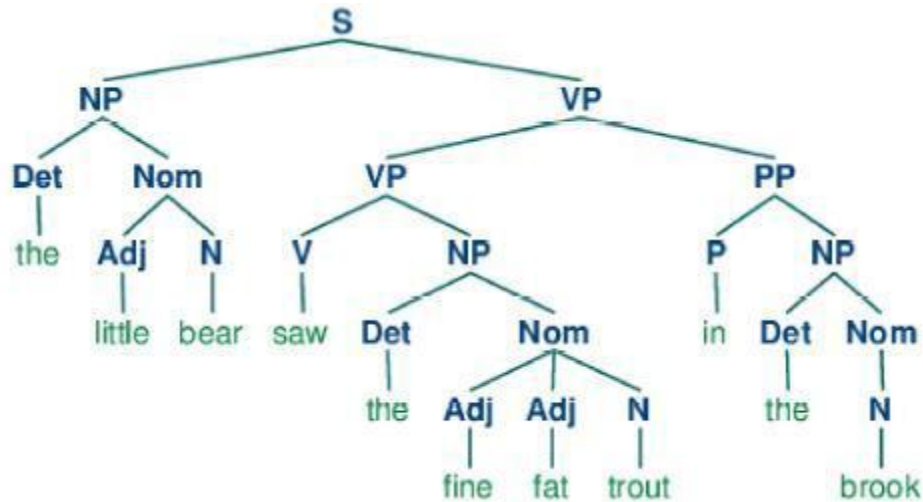 S
NP VP
Det Nom VP PP
the Adj N V NP P NP
little bear saw Det Nom in Det Nom
the Adj Adj N the N
fine fat trout brook